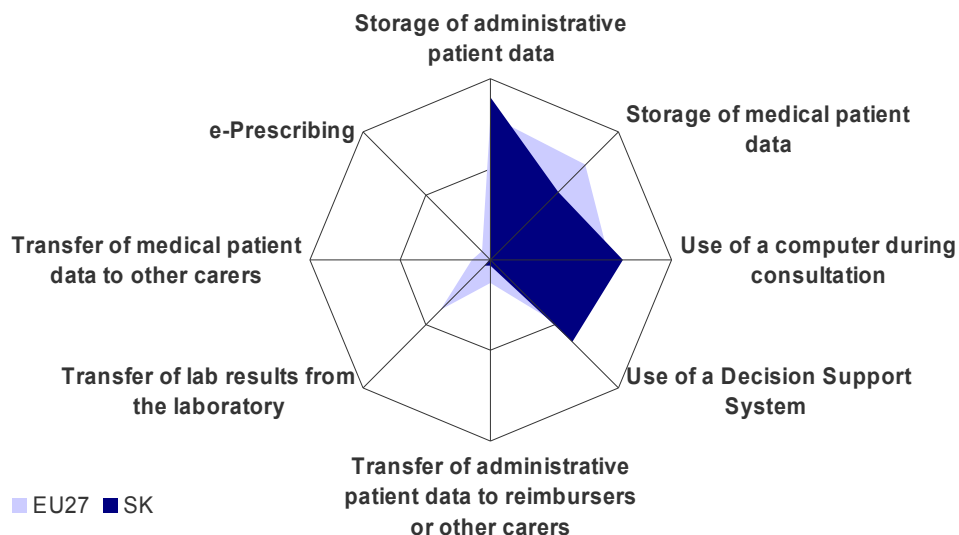 Storage of administrative
patient data
Storage of medical patient
data
Use of a computer during
consultation
Use of a Decision Support
System
Transfer of administrative
patient data to reimbursers
or other carers
Transfer of lab results from
the laboratory
Transfer of medical patient
data to other carers
e-Prescribing
EU27 SK